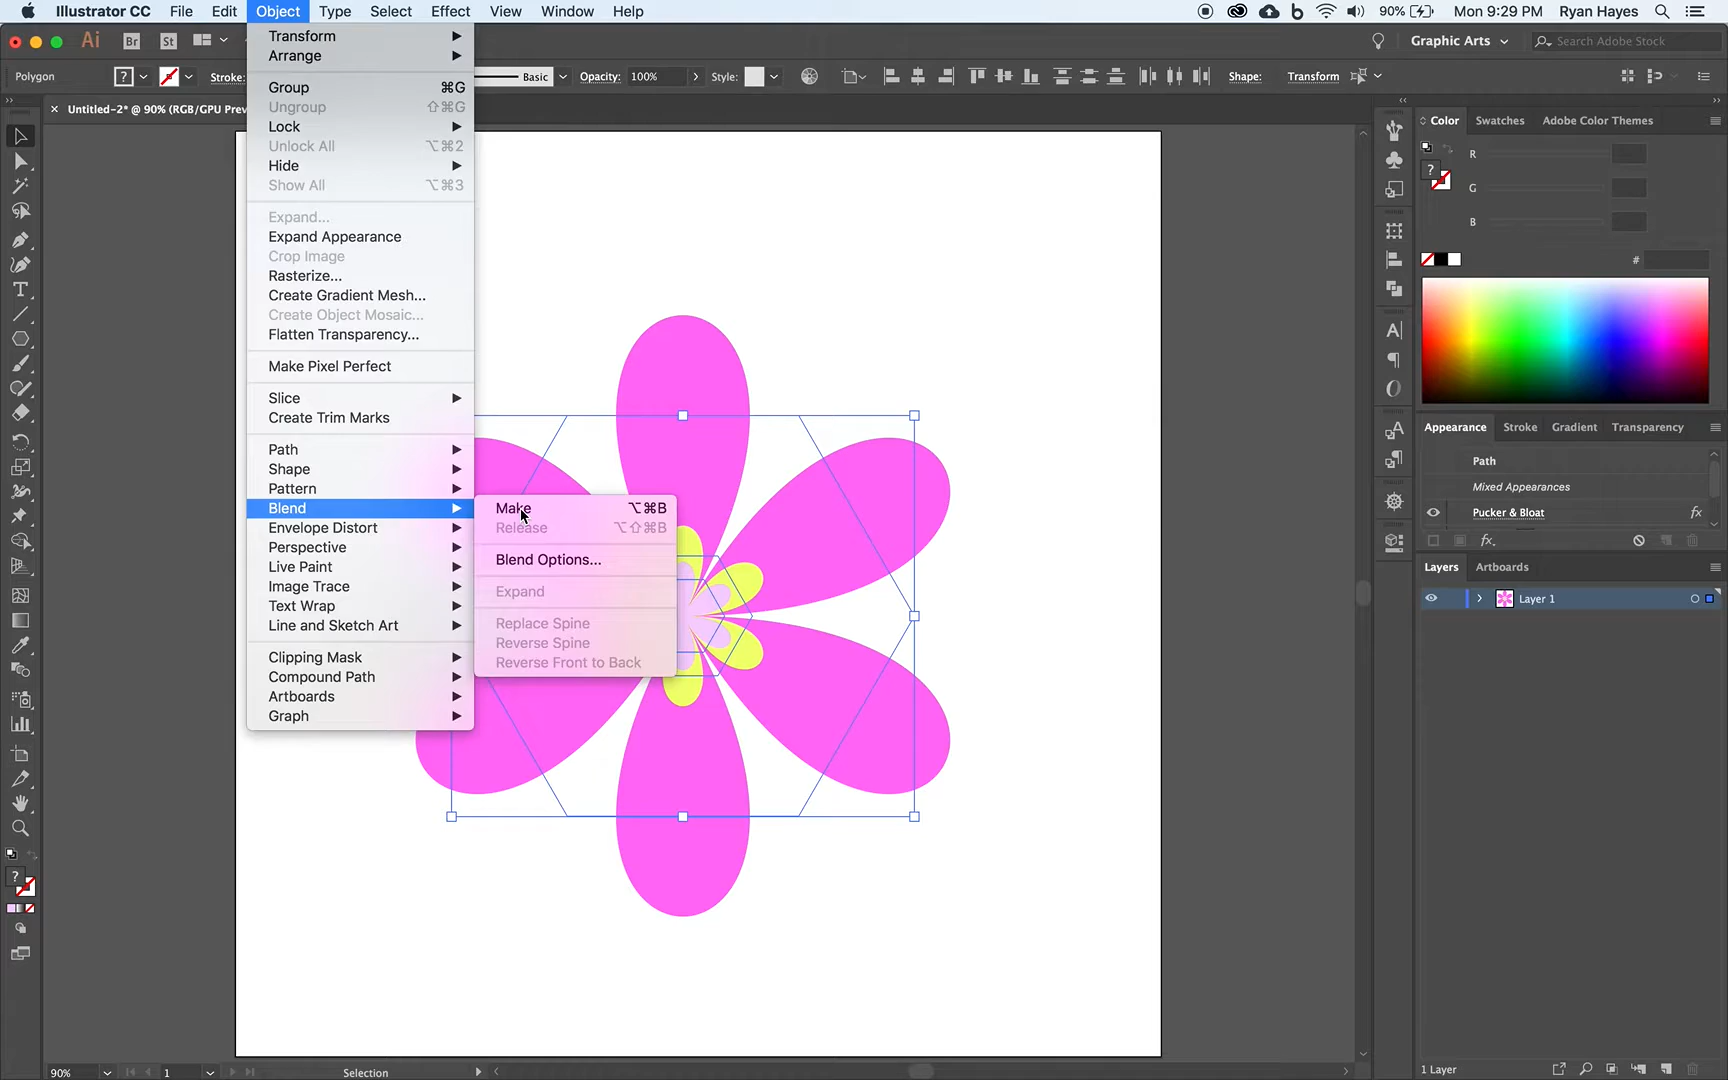 Illustrator CC File Edit Object Type Select Effect View Window Help 90% Mon 9:29 PM Ryan Hayes
Ai Br St Graphic Arts Search Adobe Stock
Polygon ? Stroke: Basic Opacity: 100% Style: Shape: Transform
× Untitled-2* @ 90% (RGB/GPU Prev
Transform
Arrange
Group ⌘G
Ungroup ⇧⌘G
Lock
Unlock All ⌥⌘2
Hide
Show All ⌥⌘3
Expand...
Expand Appearance
Crop Image
Rasterize...
Create Gradient Mesh...
Create Object Mosaic...
Flatten Transparency...
Make Pixel Perfect
Slice
Create Trim Marks
Path
Shape
Pattern
Blend
Envelope Distort
Perspective
Live Paint
Image Trace
Text Wrap
Line and Sketch Art
Clipping Mask
Compound Path
Artboards
Graph
Make ⌥⌘B
Release ⌥⇧⌘B
Blend Options...
Expand
Replace Spine
Reverse Spine
Reverse Front to Back
Color Swatches Adobe Color Themes
R
? G
B
#
Appearance Stroke Gradient Transparency
Path
Mixed Appearances
Pucker & Bloat fx
fx.
Layers Artboards
Layer 1
1 Layer
?
90% 1 Selection